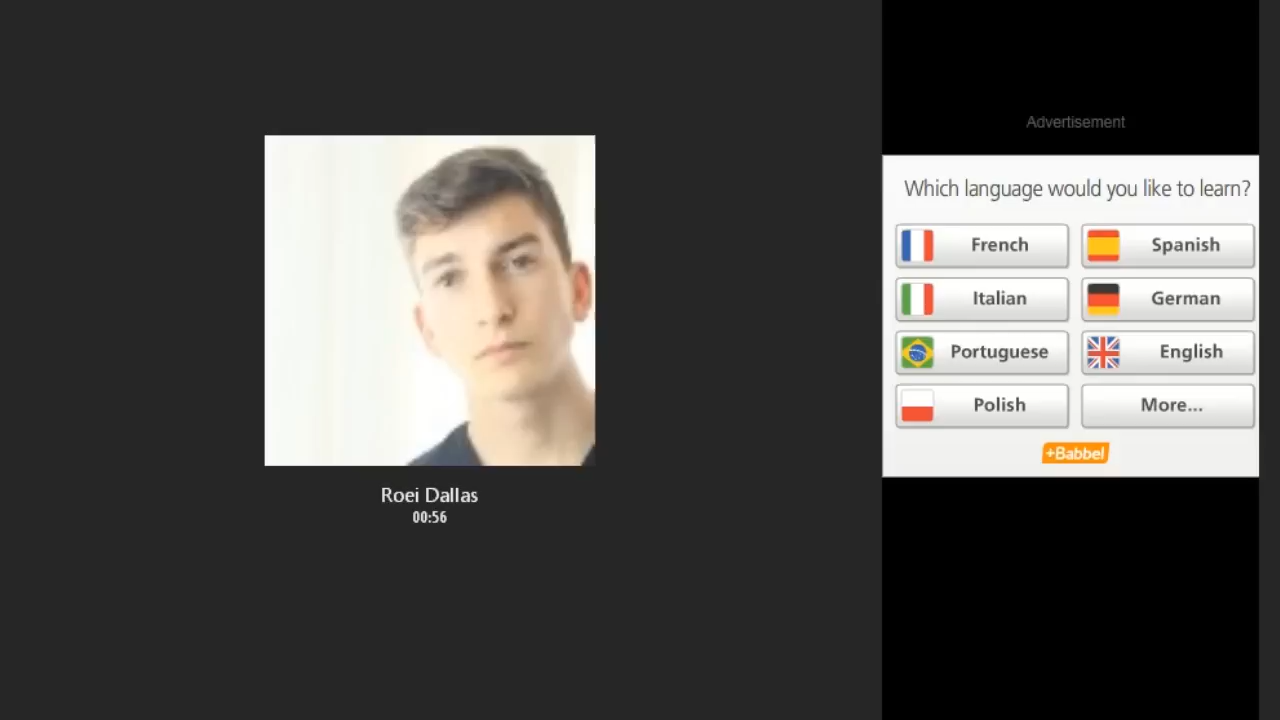 Roei Dallas
00:56
Advertisement
Which language would you like to learn?
French
Spanish
Italian
German
Portuguese
English
Polish
More...
+Babbel